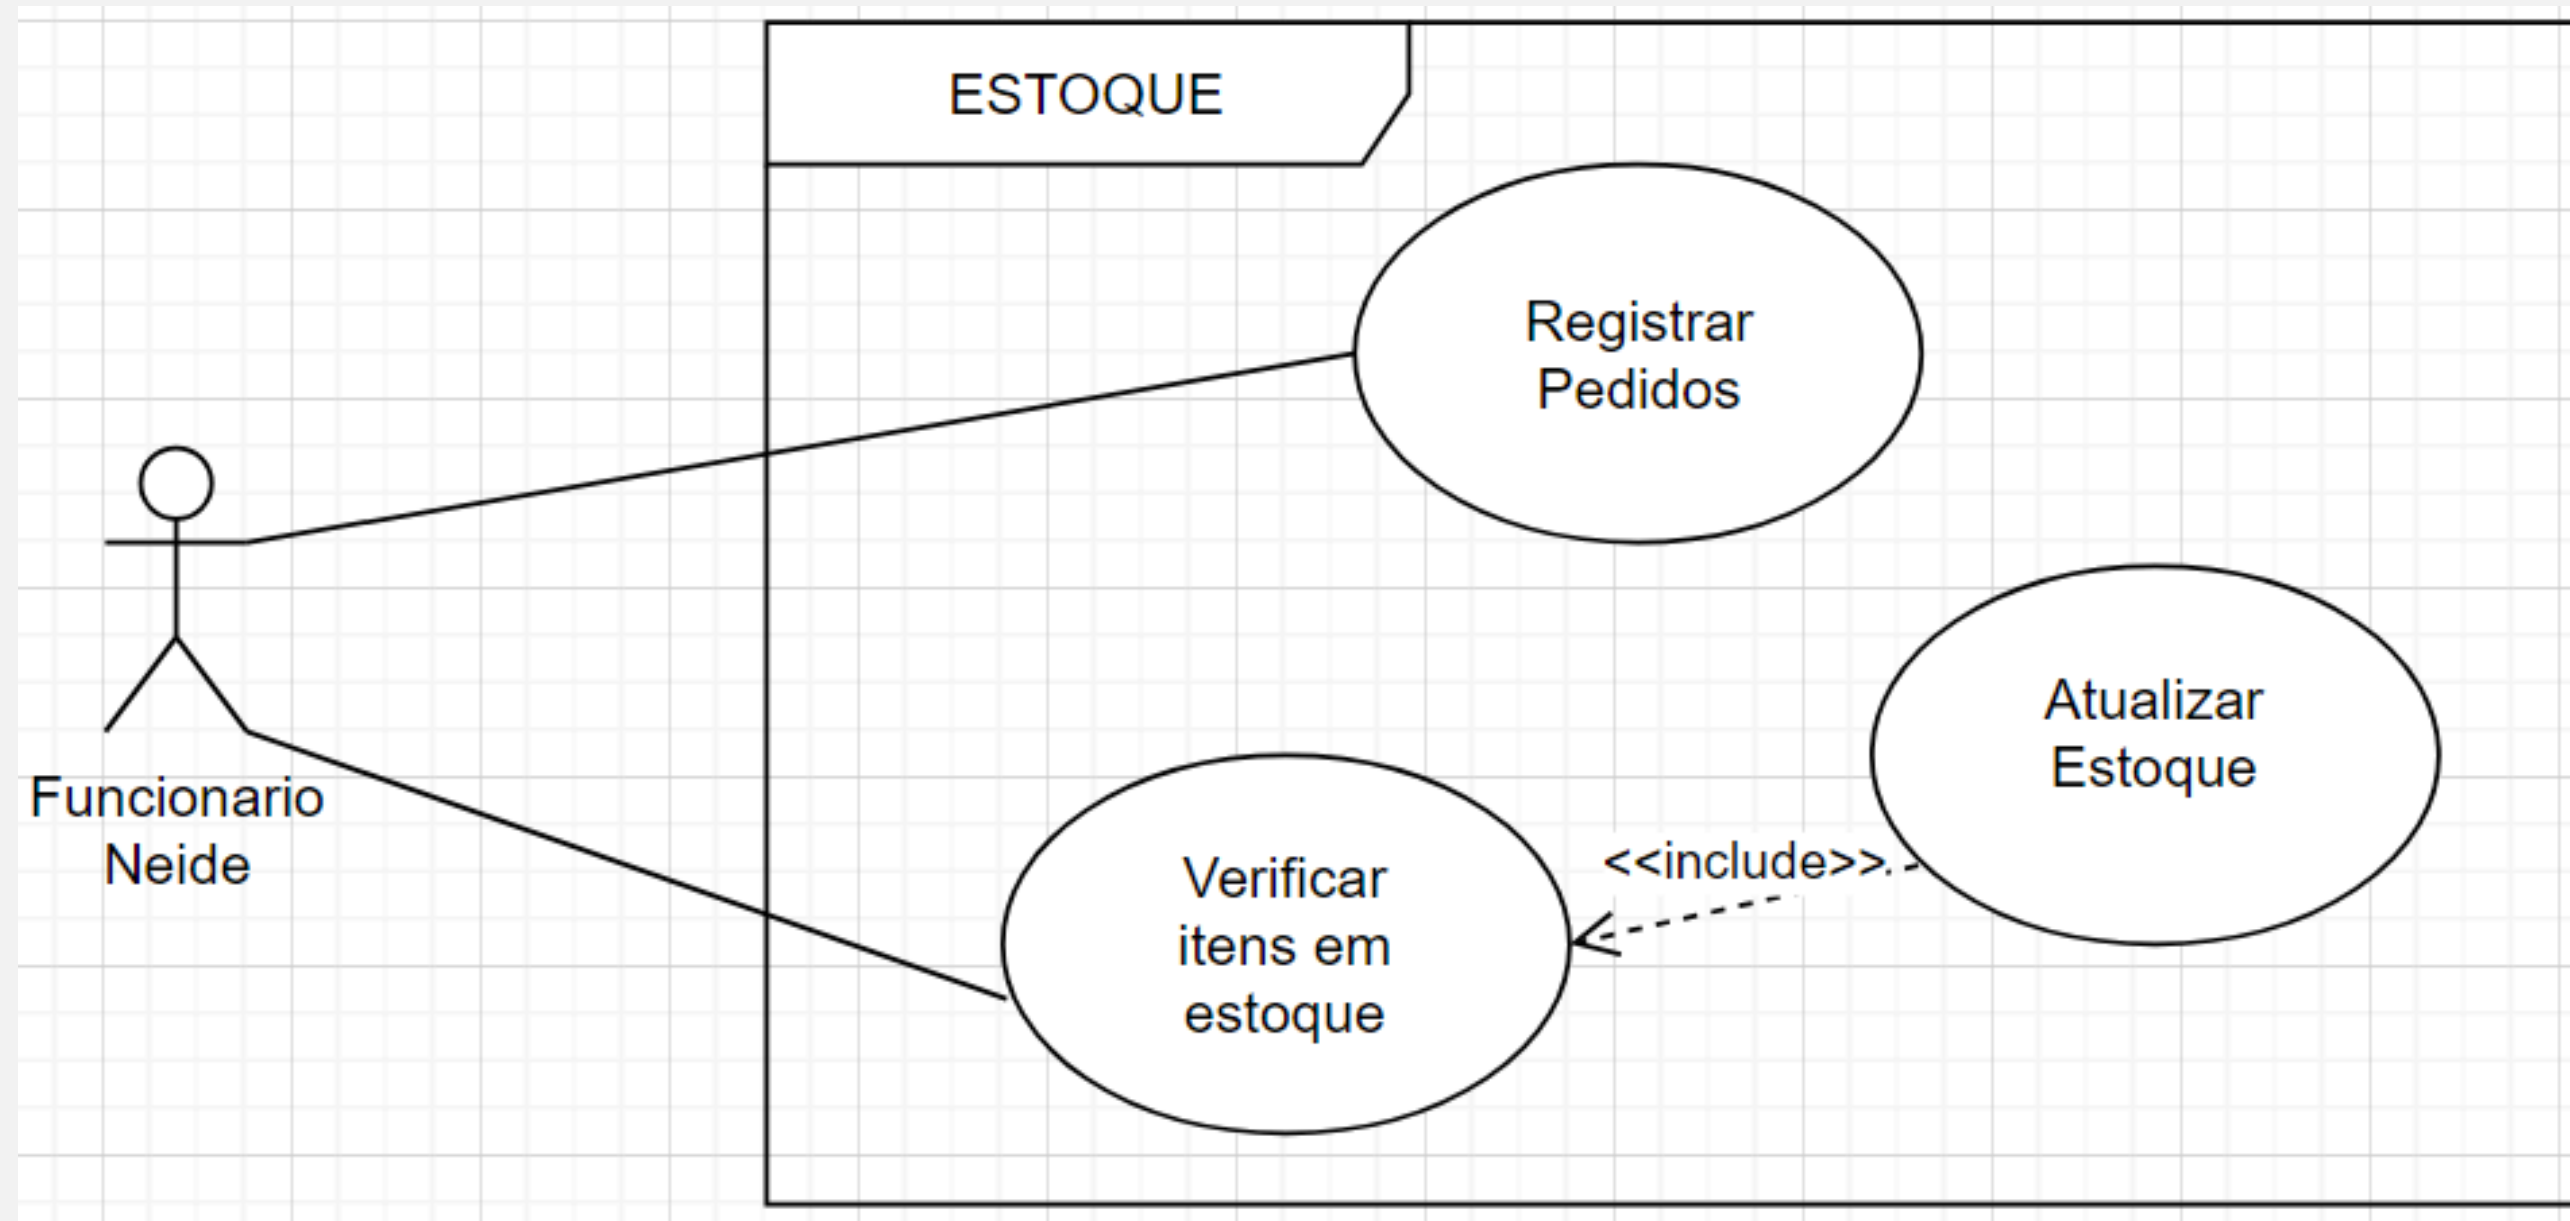 ESTOQUE
Registrar
Pedidos
Atualizar
Estoque
Funcionario
Neide
<<include>>
Verificar
itens em
estoque